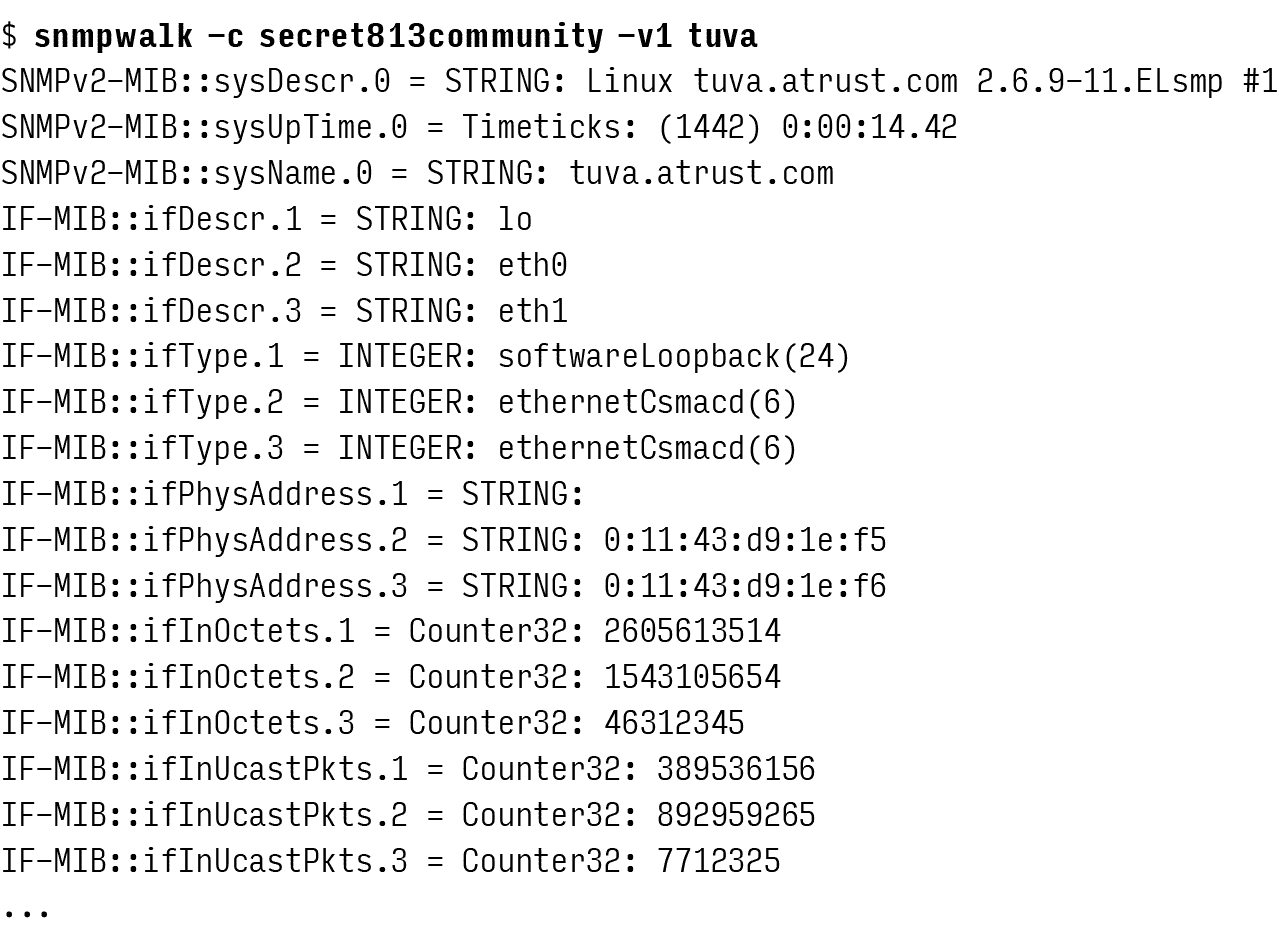 $ snmpwalk -c secret813community -v1 tuva
SNMPv2-MIB::sysDescr.0 = STRING: Linux tuva.atrust.com 2.6.9-11.ELsmp #1
SNMPv2-MIB::sysUpTime.0 = Timeticks: (1442) 0:00:14.42
SNMPv2-MIB::sysName.0 = STRING: tuva.atrust.com
IF-MIB::ifDescr.1 = STRING: lo
IF-MIB::ifDescr.2 = STRING: eth0
IF-MIB::ifDescr.3 = STRING: eth1
IF-MIB::ifType.1 = INTEGER: softwareLoopback(24)
IF-MIB::ifType.2 = INTEGER: ethernetCsmacd(6)
IF-MIB::ifType.3 = INTEGER: ethernetCsmacd(6)
IF-MIB::ifPhysAddress.1 = STRING:
IF-MIB::ifPhysAddress.2 = STRING: 0:11:43:d9:1e:f5
IF-MIB::ifPhysAddress.3 = STRING: 0:11:43:d9:1e:f6
IF-MIB::ifInOctets.1 = Counter32: 2605613514
IF-MIB::ifInOctets.2 = Counter32: 1543105654
IF-MIB::ifInOctets.3 = Counter32: 46312345
IF-MIB::ifInUcastPkts.1 = Counter32: 389536156
IF-MIB::ifInUcastPkts.2 = Counter32: 892959265
IF-MIB::ifInUcastPkts.3 = Counter32: 7712325
...